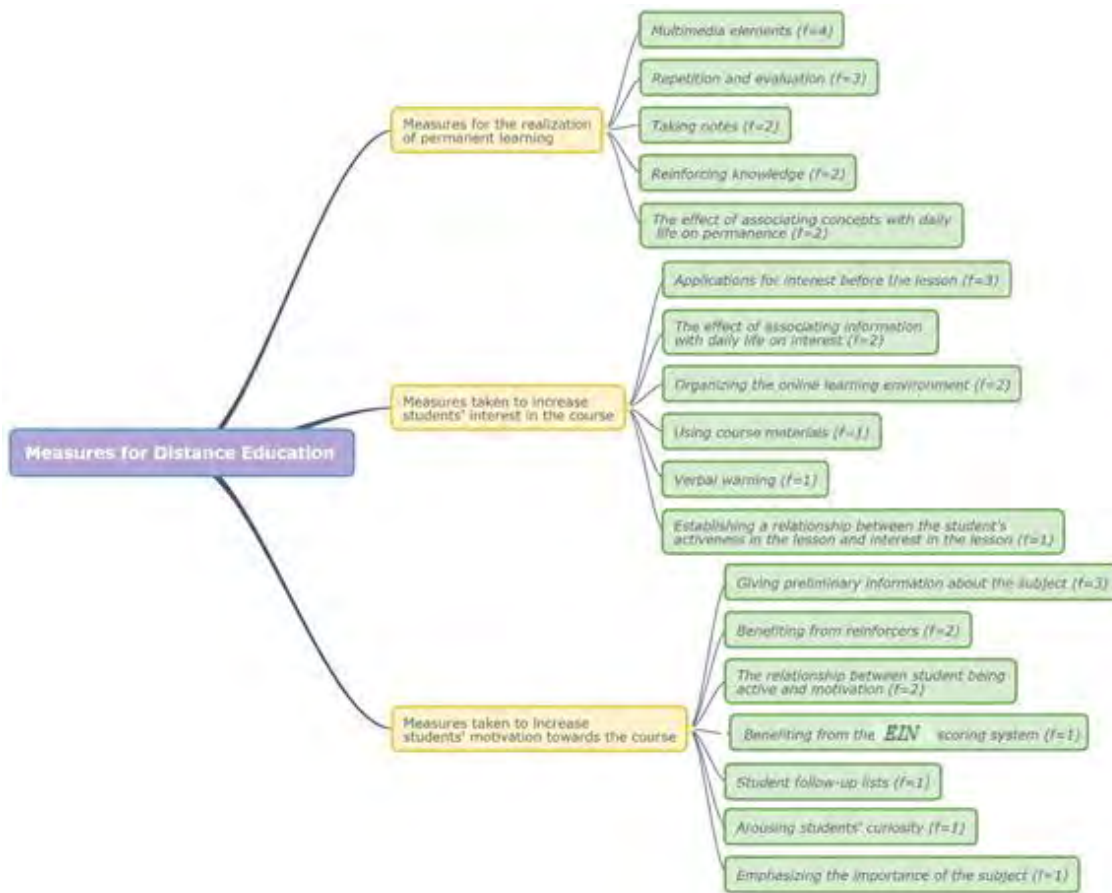 Measures for Distance Education
Measures for the realization
of permanent learning
Multimedia elements (f=4)
Repetition and evaluation (f=3)
Taking notes (f=2)
Reinforcing knowledge (f=2)
The effect of associating concepts with daily
life on permanence (f=2)
Measures taken to increase
students' interest in the course
Applications for interest before the lesson (f=3)
The effect of associating information
with daily life on interest (f=2)
Organizing the online learning environment (f=2)
Using course materials (f=1)
Verbal warning (f=1)
Establishing a relationship between the student's
activeness in the lesson and interest in the lesson (f=1)
Measures taken to increase
students' motivation towards the course
Giving preliminary information about the subject (f=3)
Benefiting from reinforcers (f=2)
The relationship between student being
active and motivation (f=2)
Benefiting from the EIN scoring system (f=1)
Student follow-up lists (f=1)
Arousing students' curiosity (f=1)
Emphasizing the importance of the subject (f=1)